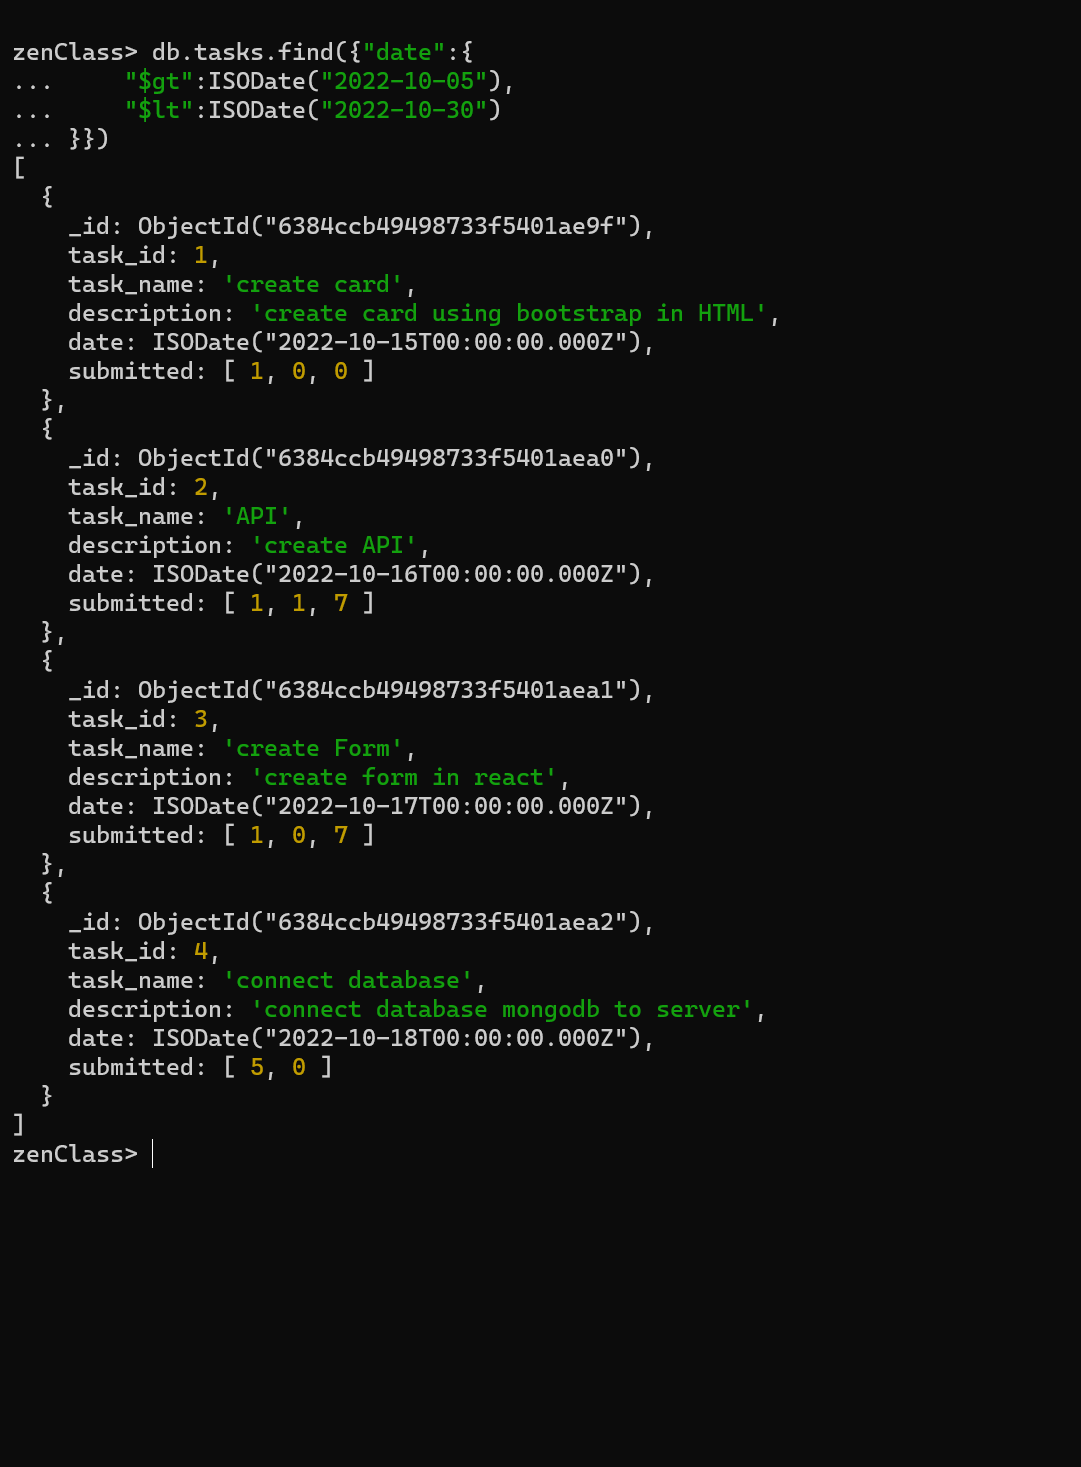 zenClass> db.tasks.find({"date":{
...     "$gt":ISODate("2022-10-05"),
...     "$lt":ISODate("2022-10-30")
... }})
[
  {
    _id: ObjectId("6384ccb49498733f5401ae9f"),
    task_id: 1,
    task_name: 'create card',
    description: 'create card using bootstrap in HTML',
    date: ISODate("2022-10-15T00:00:00.000Z"),
    submitted: [ 1, 0, 0 ]
  },
  {
    _id: ObjectId("6384ccb49498733f5401aea0"),
    task_id: 2,
    task_name: 'API',
    description: 'create API',
    date: ISODate("2022-10-16T00:00:00.000Z"),
    submitted: [ 1, 1, 7 ]
  },
  {
    _id: ObjectId("6384ccb49498733f5401aea1"),
    task_id: 3,
    task_name: 'create Form',
    description: 'create form in react',
    date: ISODate("2022-10-17T00:00:00.000Z"),
    submitted: [ 1, 0, 7 ]
  },
  {
    _id: ObjectId("6384ccb49498733f5401aea2"),
    task_id: 4,
    task_name: 'connect database',
    description: 'connect database mongodb to server',
    date: ISODate("2022-10-18T00:00:00.000Z"),
    submitted: [ 5, 0 ]
  }
]
zenClass>